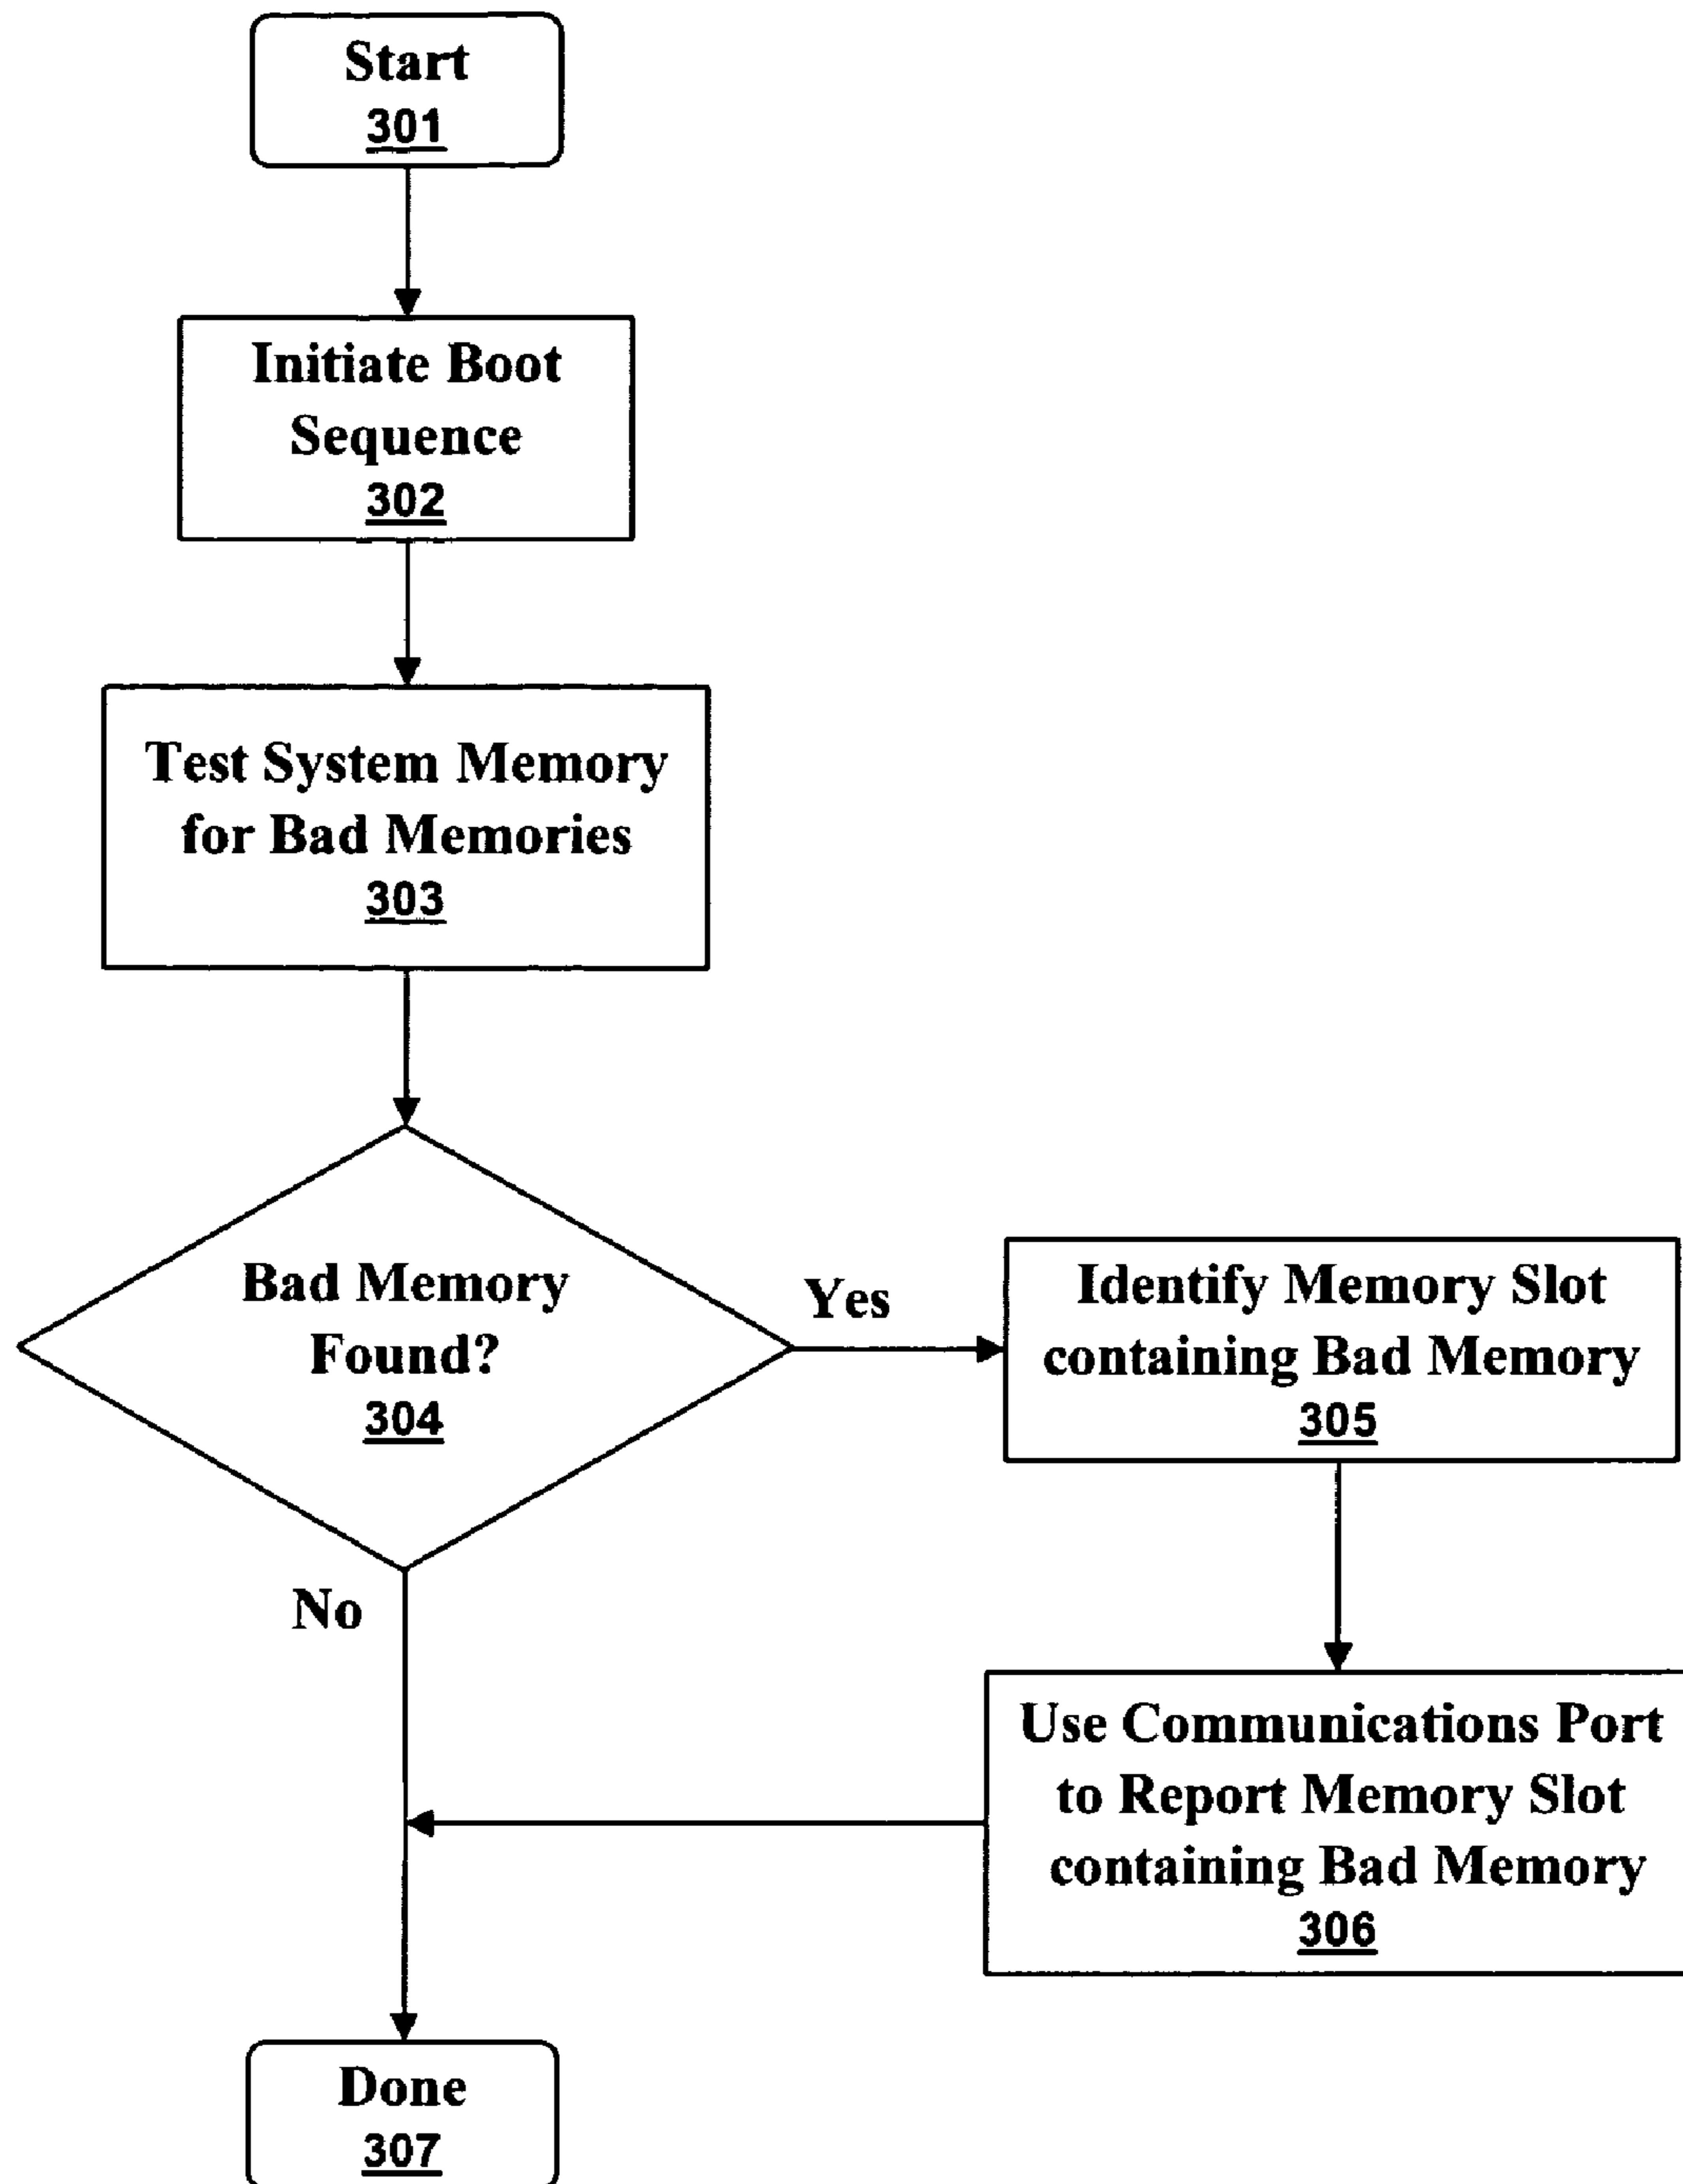 Start
301
Initiate Boot
Sequence
302
Test System Memory
for Bad Memories
303
Bad Memory
Found?
304
Yes
Identify Memory Slot
containing Bad Memory
305
No
Use Communications Port
to Report Memory Slot
containing Bad Memory
306
Done
307